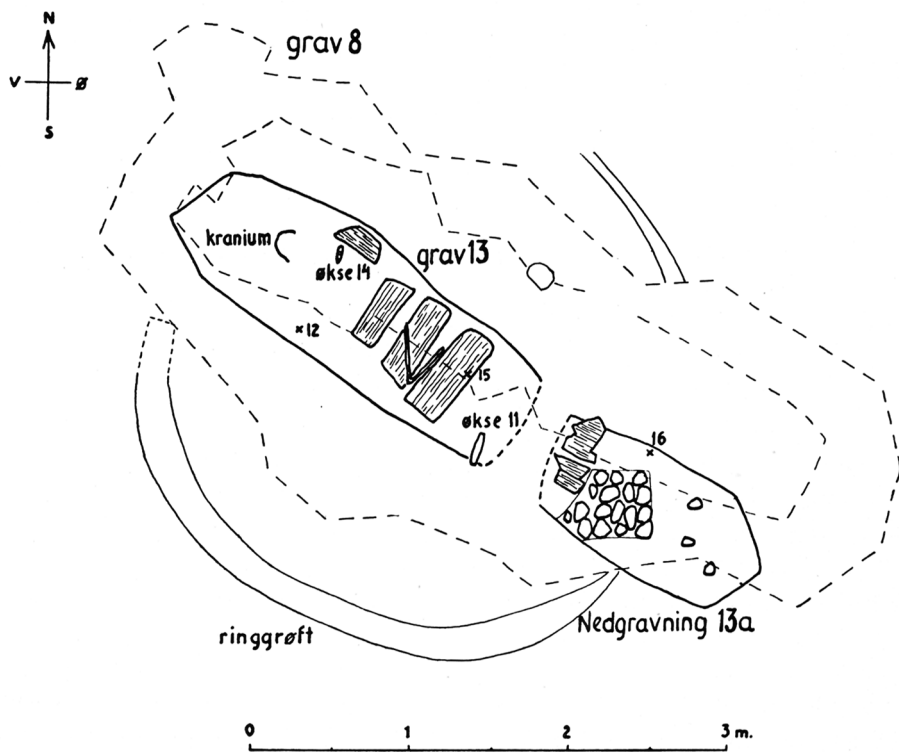 N
V Ø
S
grav 8
kranium
økse 14
grav 13
12
15
økse 11
16
ringgrøft
Nedgravning 13a
0 1 2 3 m.